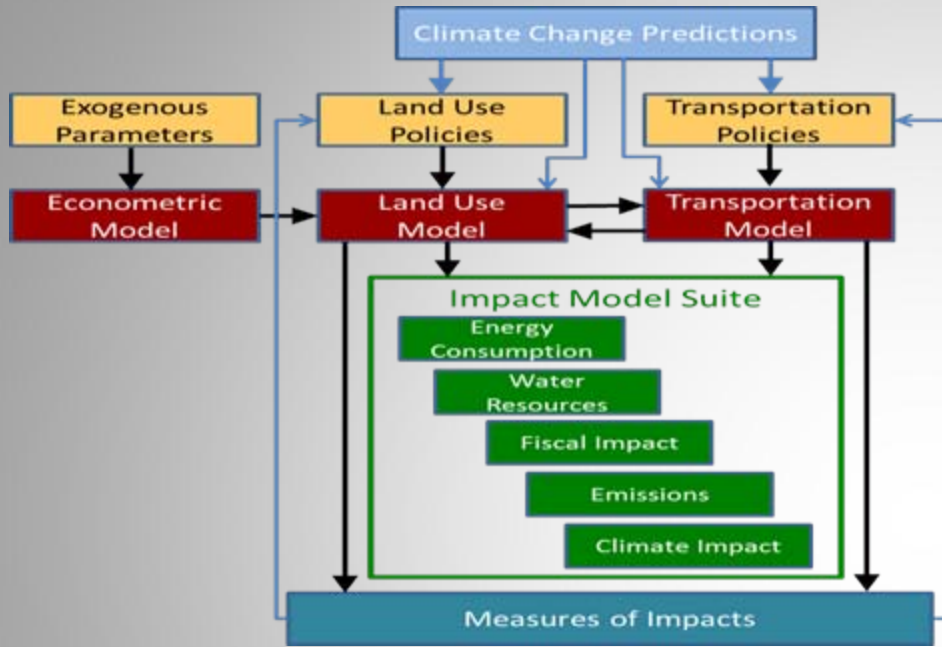 Climate Change Predictions
Exogenous
Parameters
Land Use
Policies
Transportation
Policies
Econometric
Model
Land Use
Model
Transportation
Model
Impact Model Suite
Energy
Consumption
Water
Resources
Fiscal Impact
Emissions
Climate Impact
Measures of Impacts